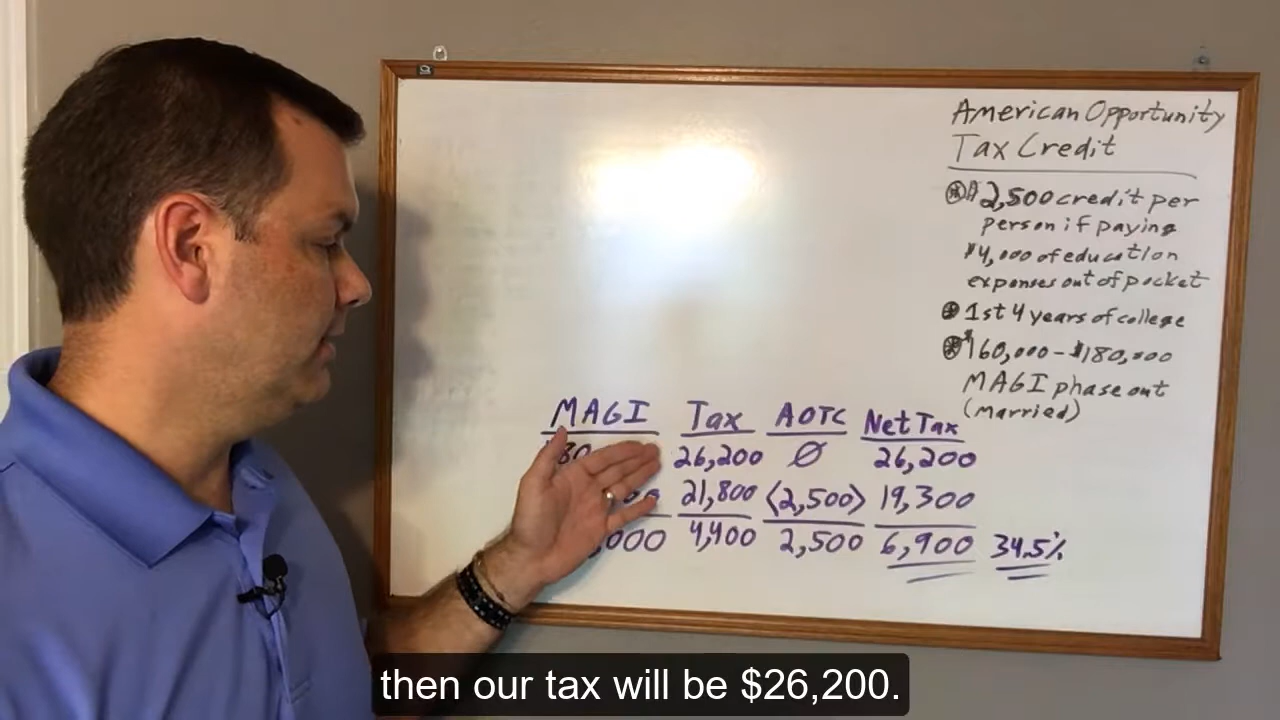 American Opportunity
Tax Credit
$2,500 credit per
person if paying
$4,000 of education
expenses out of pocket
1st 4 years of college
$160,000-$180,000
MAGI phase out
(married)
MAGI Tax AOTC Net Tax
26,200 Ø 26,200
21,800 <2,500> 19,300
000 4,400 2,500 6,900 34.5%
then our tax will be $26,200.